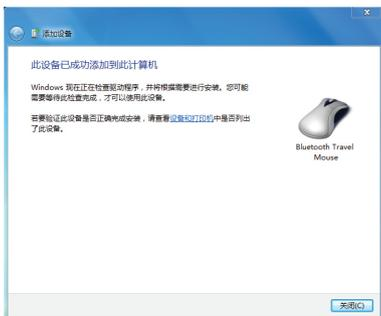 添加设备
此设备已成功添加到此计算机
Windows 现在正在检查驱动程序，并将根据需要进行安装。您可能
需要等待此检查完成，才可以使用此设备。
若要验证此设备是否正确完成安装，请查看设备和打印机中是否列出
了此设备。
Bluetooth Travel
Mouse
关闭(C)